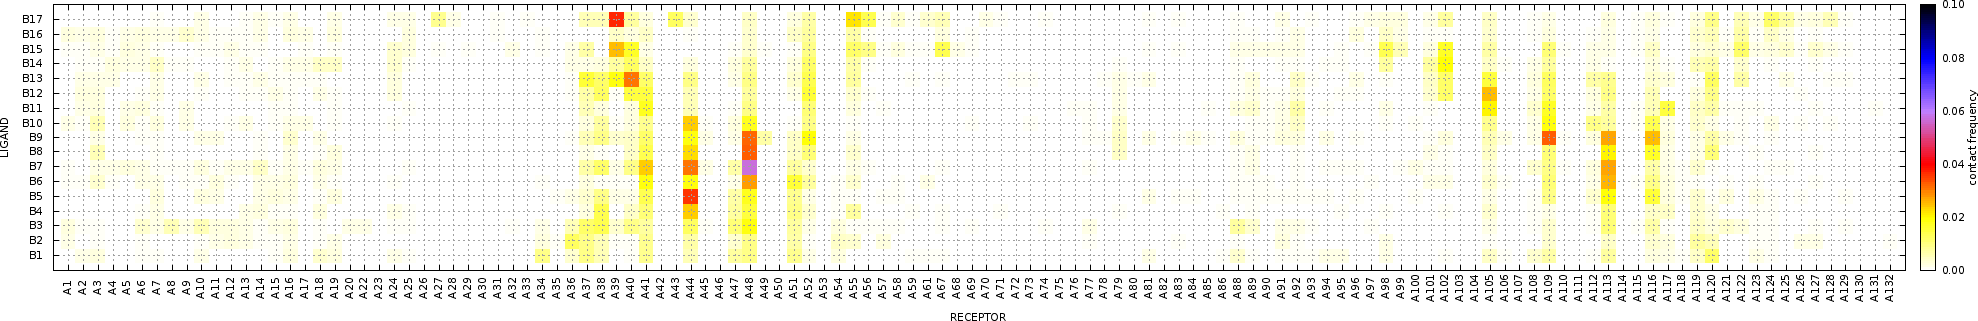 B17
B16
B15
B14
B13
B12
B11
B10
B9
B8
B7
B6
B5
B4
B3
B2
B1
LIGAND
A1 A2 A3 A4 A5 A6 A7 A8 A9 A10 A11 A12 A13 A14 A15 A16 A17 A18 A19 A20 A22 A23 A24 A25 A26 A27 A28 A29 A30 A31 A32 A33 A34 A35 A36 A37 A38 A39 A40 A41 A42 A43 A44 A45 A46 A47 A48 A49 A50 A51 A52 A53 A54 A55 A56 A57 A58 A59 A61 A67 A68 A69 A70 A71 A72 A73 A74 A75 A76 A77 A78 A79 A80 A81 A82 A83 A84 A85 A86 A88 A89 A90 A91 A92 A93 A94 A95 A96 A97 A98 A99 A100 A101 A102 A103 A104 A105 A106 A107 A108 A109 A110 A111 A112 A113 A114 A115 A116 A117 A118 A119 A120 A121 A122 A123 A124 A125 A126 A127 A128 A129 A130 A131 A132
RECEPTOR
0.10
0.08
0.06
0.04
0.02
0.00
contact frequency